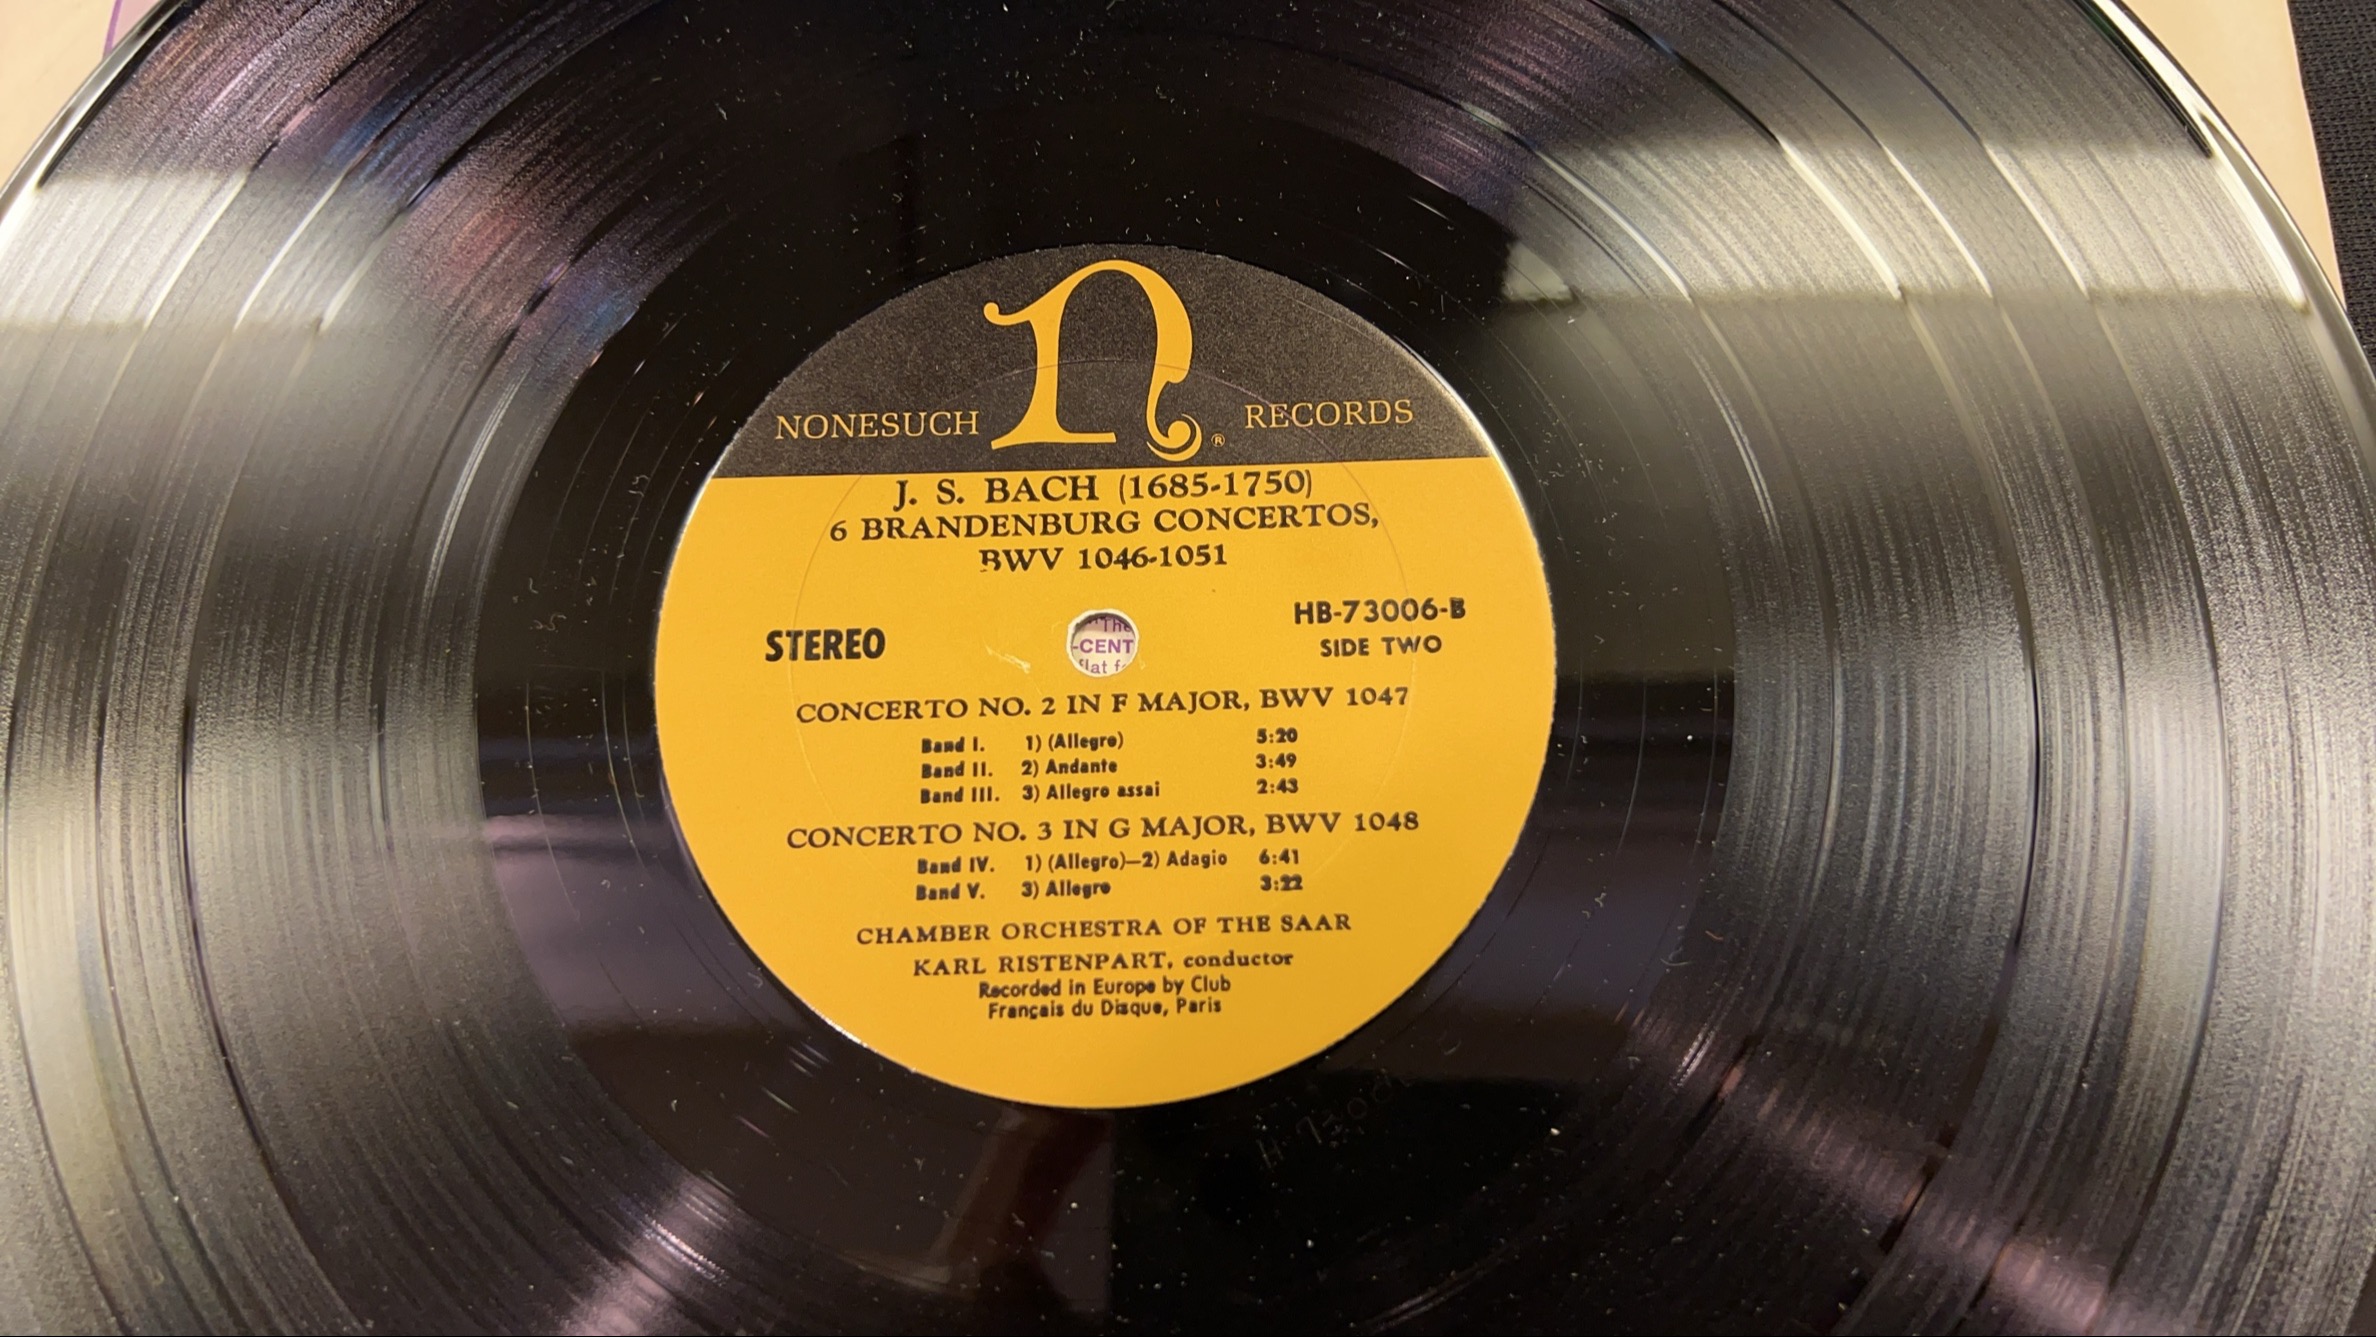 n
NONESUCH RECORDS
®
J. S. BACH (1685-1750)
6 BRANDENBURG CONCERTOS,
BWV 1046-1051
STEREO
HB-73006-B
SIDE TWO
"The
-CENT
flat
CONCERTO NO. 2 IN F MAJOR, BWV 1047
Band I. 1) (Allegro) 5:20
Band II. 2) Andante 3:49
Band III. 3) Allegro assai 2:43
CONCERTO NO. 3 IN G MAJOR, BWV 1048
Band IV. 1) (Allegro)—2) Adagio 6:41
Band V. 3) Allegro 3:22
CHAMBER ORCHESTRA OF THE SAAR
KARL RISTENPART, conductor
Recorded in Europe by Club
Français du Disque, Paris